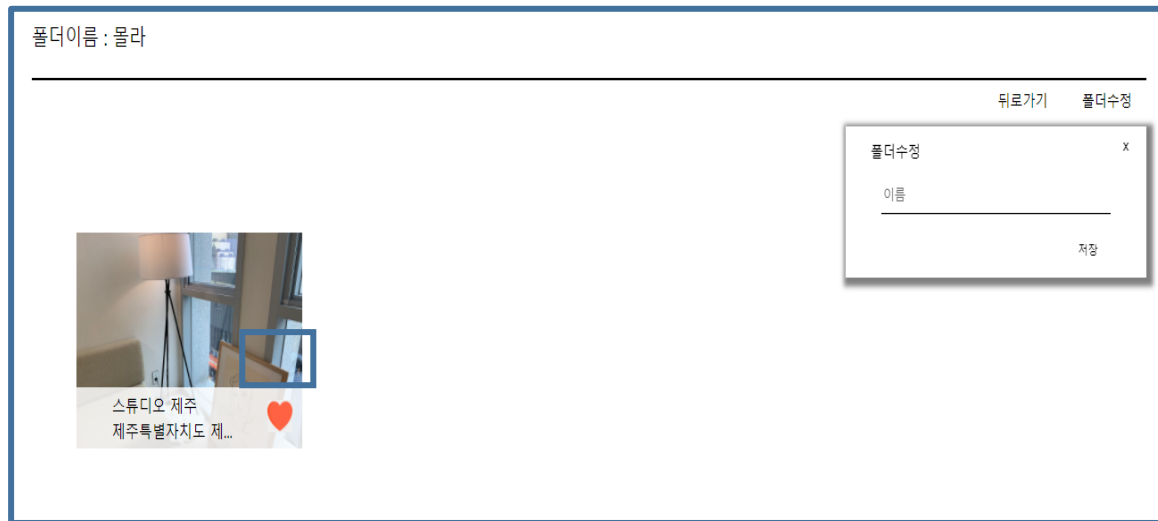 폴더이름 : 몰라
뒤로가기 폴더수정
폴더수정 x
이름
저장
스튜디오 제주
제주특별자치도 제...